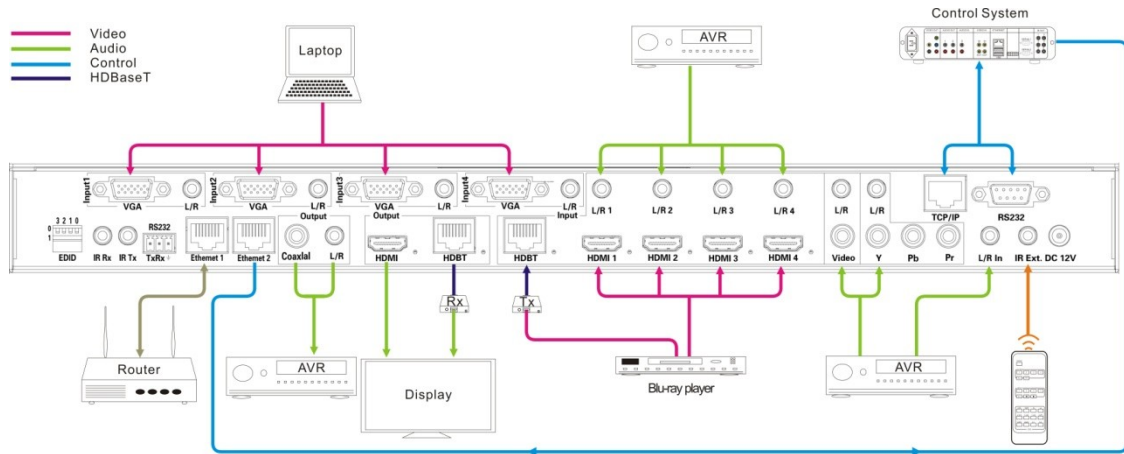 Video
Audio
Control
HDBaseT
Laptop
AVR
Control System
Input1
VGA
L/R
Input2
VGA
L/R
Input3
VGA
L/R
Input4
VGA
L/R
L/R 1
L/R 2
L/R 3
L/R 4
L/R
L/R
TCP/IP
RS232
3 2 1 0
0
1
EDID
IR Rx
IR Tx
RS232
TxRx
Ethernet 1
Ethernet 2
Output
Coaxial
L/R
Output
HDMI
HDBT
Input
HDBT
HDMI 1
HDMI 2
HDMI 3
HDMI 4
Video
Y
Pb
Pr
L/R In
IR Ext.
DC 12V
Rx
Tx
Router
AVR
Display
Blu-ray player
AVR